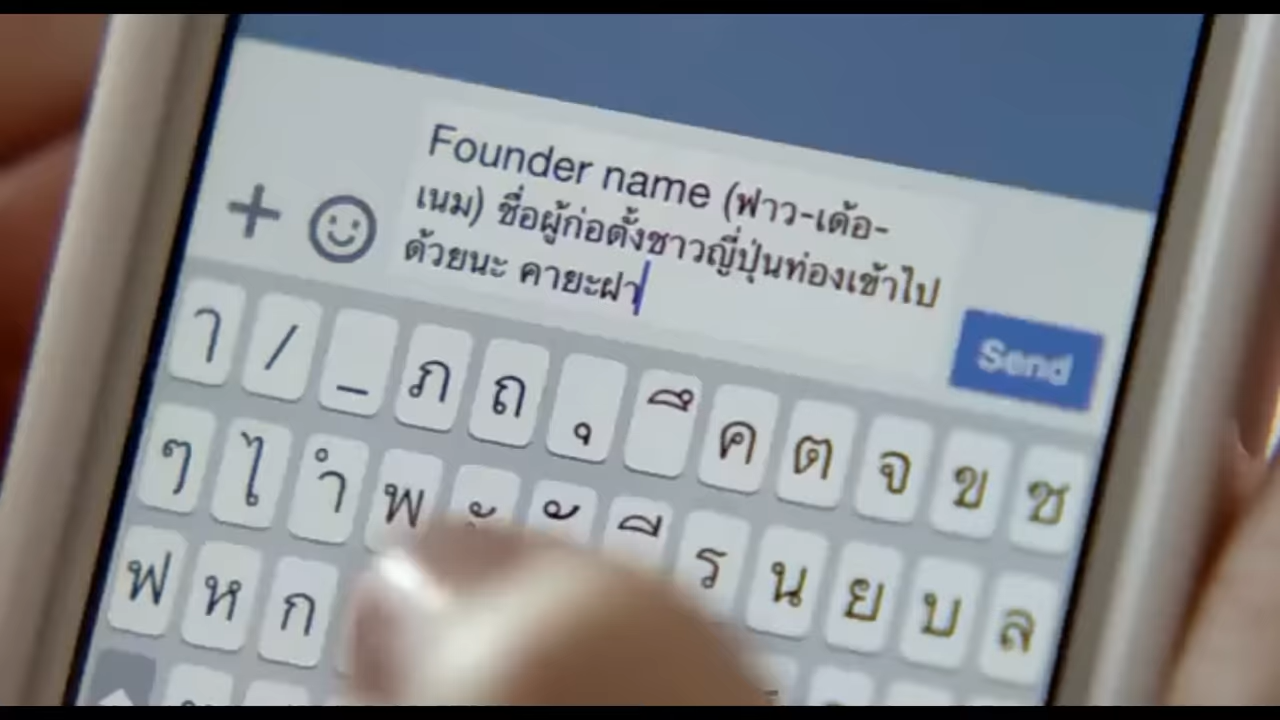 Founder name (ฟาว-เด้อ-
เนม) ชื่อผู้ก่อตั้งชาวญี่ปุ่นท่องเข้าไป
ด้วยนะ คายะฝา
Send
ๅ / _ ภ ถ ุ ึ ค ต จ ข ช
ๆ ไ ำ พ ะ ั ี ร น ย บ ล
ฟ ห ก